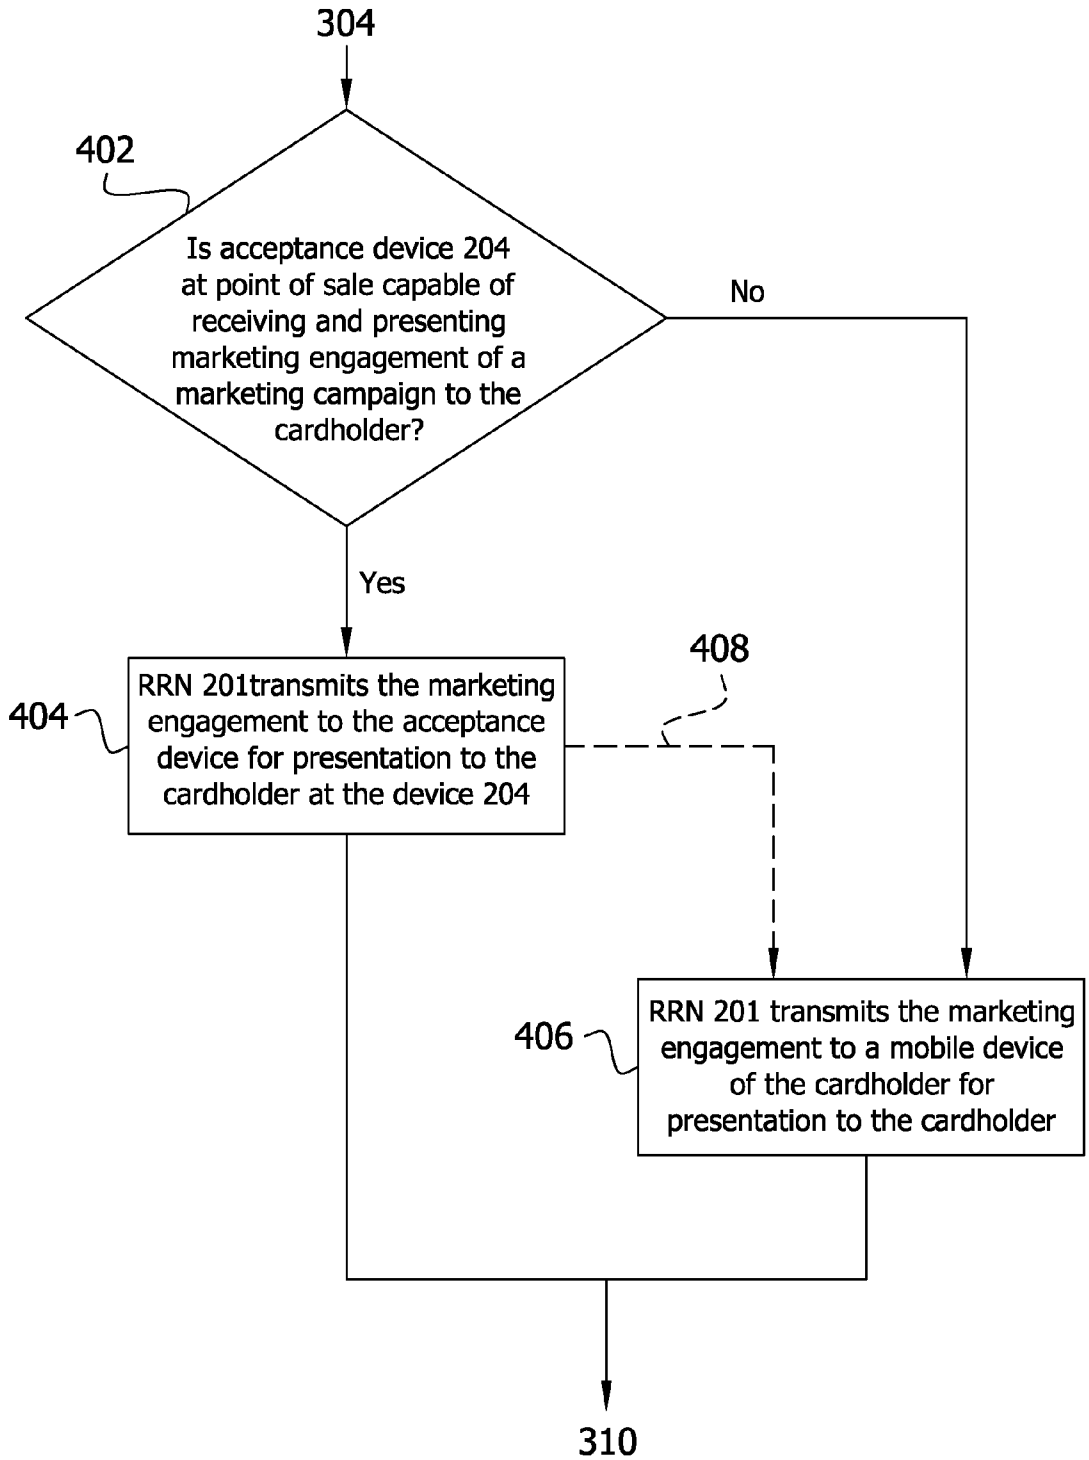 304
402
Is acceptance device 204
at point of sale capable of
receiving and presenting
marketing engagement of a
marketing campaign to the
cardholder?
No
Yes
408
404
RRN 201transmits the marketing
engagement to the acceptance
device for presentation to the
cardholder at the device 204
406
RRN 201 transmits the marketing
engagement to a mobile device
of the cardholder for
presentation to the cardholder
310